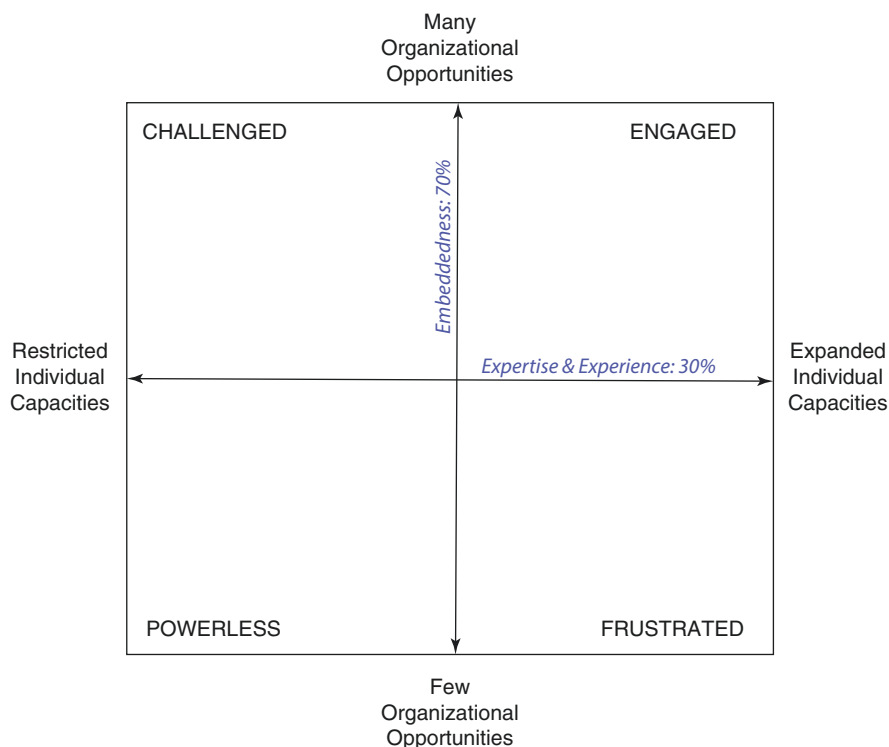 Many
Organizational
Opportunities
CHALLENGED
ENGAGED
Embeddedness: 70%
Restricted
Individual
Capacities
Expertise & Experience: 30%
Expanded
Individual
Capacities
POWERLESS
FRUSTRATED
Few
Organizational
Opportunities